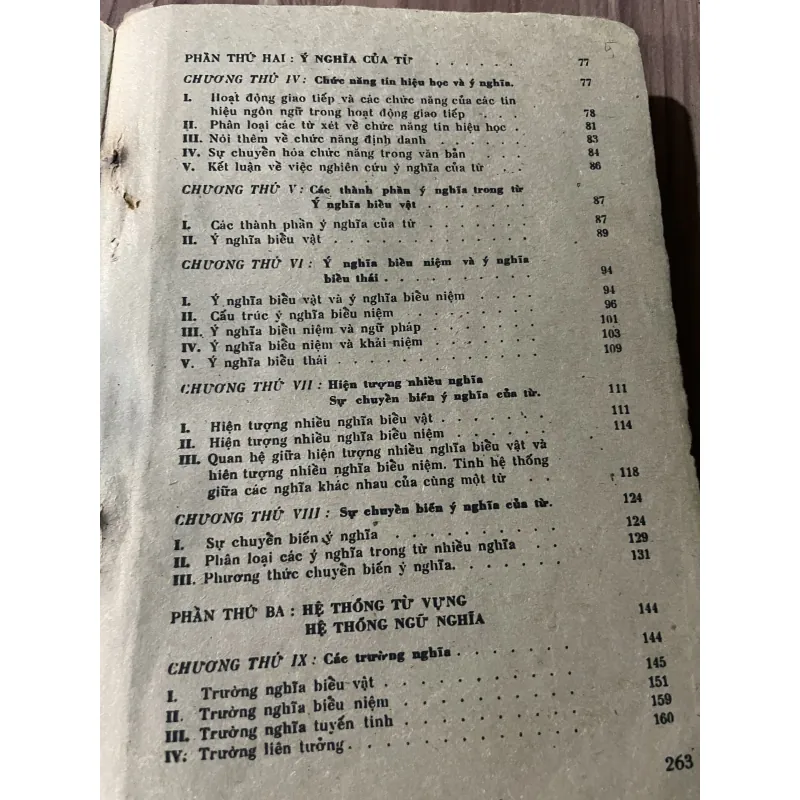 PHẦN THỨ HAI : Ý NGHĨA CỦA TỪ . . . . . . 77
CHƯƠNG THỨ IV : Chức năng tín hiệu học và ý nghĩa. 77
I. Hoạt động giao tiếp và các chức năng của các tín
hiệu ngôn ngữ trong hoạt động giao tiếp . . . 78
II. Phân loại các từ xét về chức năng tín hiệu học . 81
III. Nói thêm về chức năng định danh . . . . 83
IV. Sự chuyển hóa chức năng trong văn bản . . . 84
V. Kết luận về việc nghiên cứu ý nghĩa của từ . . 86
CHƯƠNG THỨ V : Các thành phần ý nghĩa trong từ
Ý nghĩa biểu vật . . . . . . . 87
I. Các thành phần ý nghĩa của từ . . . . . . . 87
II. Ý nghĩa biểu vật . . . . . . . . . . . . . 89
CHƯƠNG THỨ VI : Ý nghĩa biểu niệm và ý nghĩa
biểu thái . . . . . . . . . . 94
I. Ý nghĩa biểu vật và ý nghĩa biểu niệm . . . . 94
II. Cấu trúc ý nghĩa biểu niệm . . . . . . . . . 96
III. Ý nghĩa biểu niệm và ngữ pháp . . . . . . . 101
IV. Ý nghĩa biểu niệm và khái niệm . . . . . . . 103
V. Ý nghĩa biểu thái . . . . . . . . . . . . . 109
CHƯƠNG THỨ VII : Hiện tượng nhiều nghĩa
Sự chuyển biến ý nghĩa của từ. 111
I. Hiện tượng nhiều nghĩa biểu vật . . . . . . . 111
II. Hiện tượng nhiều nghĩa biểu niệm . . . . . . 114
III. Quan hệ giữa hiện tượng nhiều nghĩa biểu vật và
hiên tượng nhiều nghĩa biểu niệm. Tính hệ thống
giữa các nghĩa khác nhau của cùng một từ . . 118
CHƯƠNG THỨ VIII : Sự chuyển biến ý nghĩa của từ. 124
I. Sự chuyển biến ý nghĩa . . . . . . . . . . 124
II. Phân loại các ý nghĩa trong từ nhiều nghĩa . . 129
III. Phương thức chuyển biến ý nghĩa. . . . . . . 131
PHẦN THỨ BA : HỆ THỐNG TỪ VỰNG
HỆ THỐNG NGỮ NGHĨA 144
CHƯƠNG THỨ IX : Các trường nghĩa . . . . . . . 144
I. Trường nghĩa biểu vật . . . . . . . . . . . 145
II. Trường nghĩa biểu niệm . . . . . . . . . . 151
III. Trường nghĩa tuyến tính . . . . . . . . . . 159
IV: Trường liên tưởng . . . . . . . . . . . . 160
263